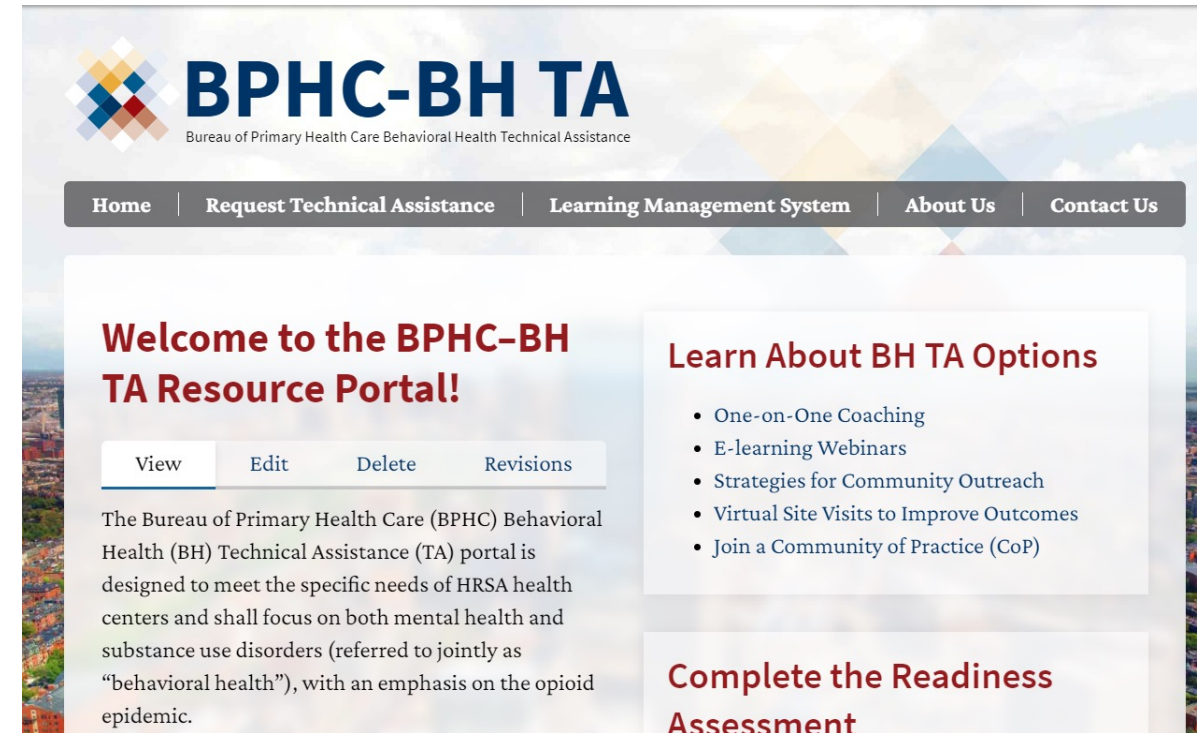 BPHC-BH TA
Bureau of Primary Health Care Behavioral Health Technical Assistance
Home
Request Technical Assistance
Learning Management System
About Us
Contact Us
Welcome to the BPHC–BH
TA Resource Portal!
View
Edit
Delete
Revisions
The Bureau of Primary Health Care (BPHC) Behavioral
Health (BH) Technical Assistance (TA) portal is
designed to meet the specific needs of HRSA health
centers and shall focus on both mental health and
substance use disorders (referred to jointly as
“behavioral health”), with an emphasis on the opioid
epidemic.
Learn About BH TA Options
One-on-One Coaching
E-learning Webinars
Strategies for Community Outreach
Virtual Site Visits to Improve Outcomes
Join a Community of Practice (CoP)
Complete the Readiness
Assessment